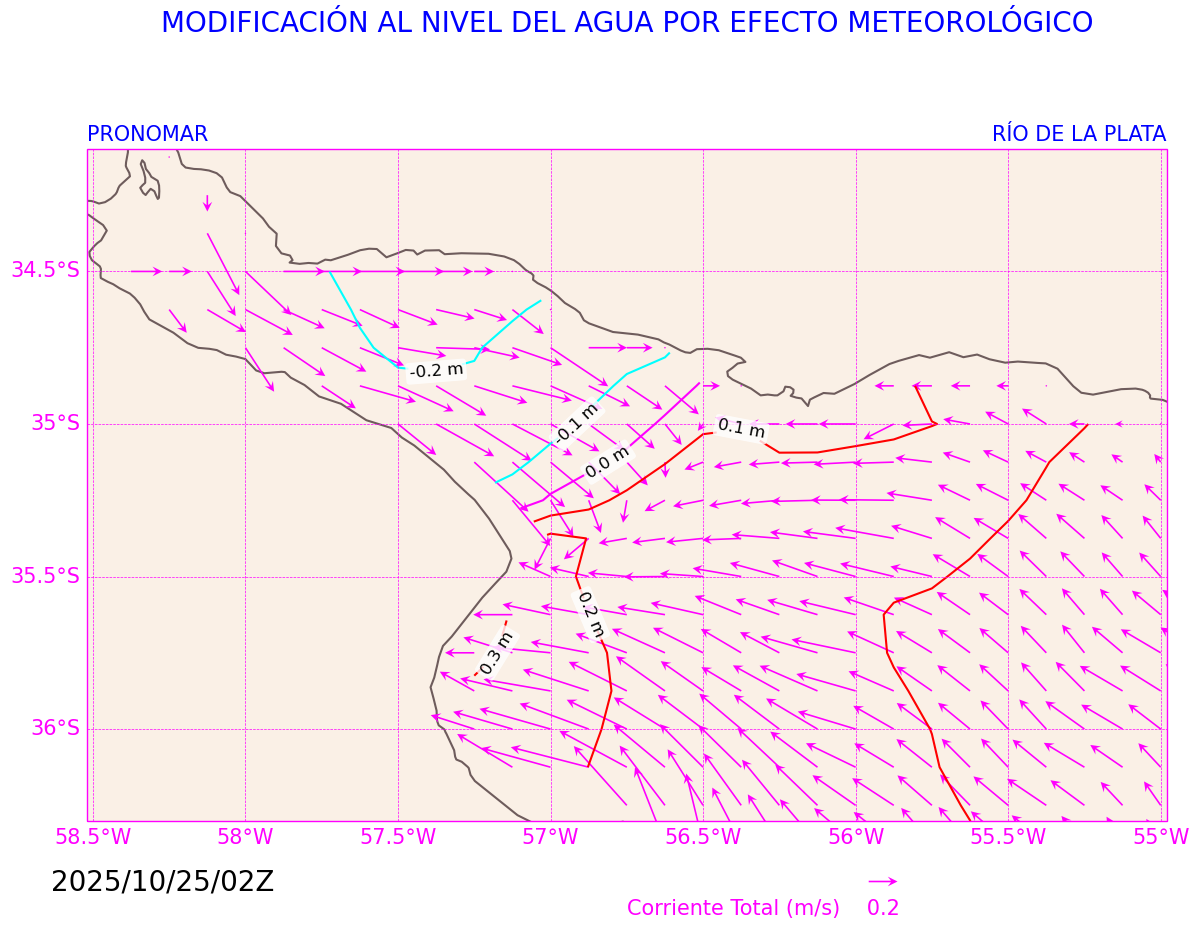 MODIFICACIÓN AL NIVEL DEL AGUA POR EFECTO METEOROLÓGICO
PRONOMAR
RÍO DE LA PLATA
34.5°S
-0.2 m
35°S
-0.1 m
0.1 m
0.0 m
35.5°S
0.2 m
0.3 m
36°S
58.5°W 58°W 57.5°W 57°W 56.5°W 56°W 55.5°W 55°W
2025/10/25/02Z
Corriente Total (m/s) 0.2